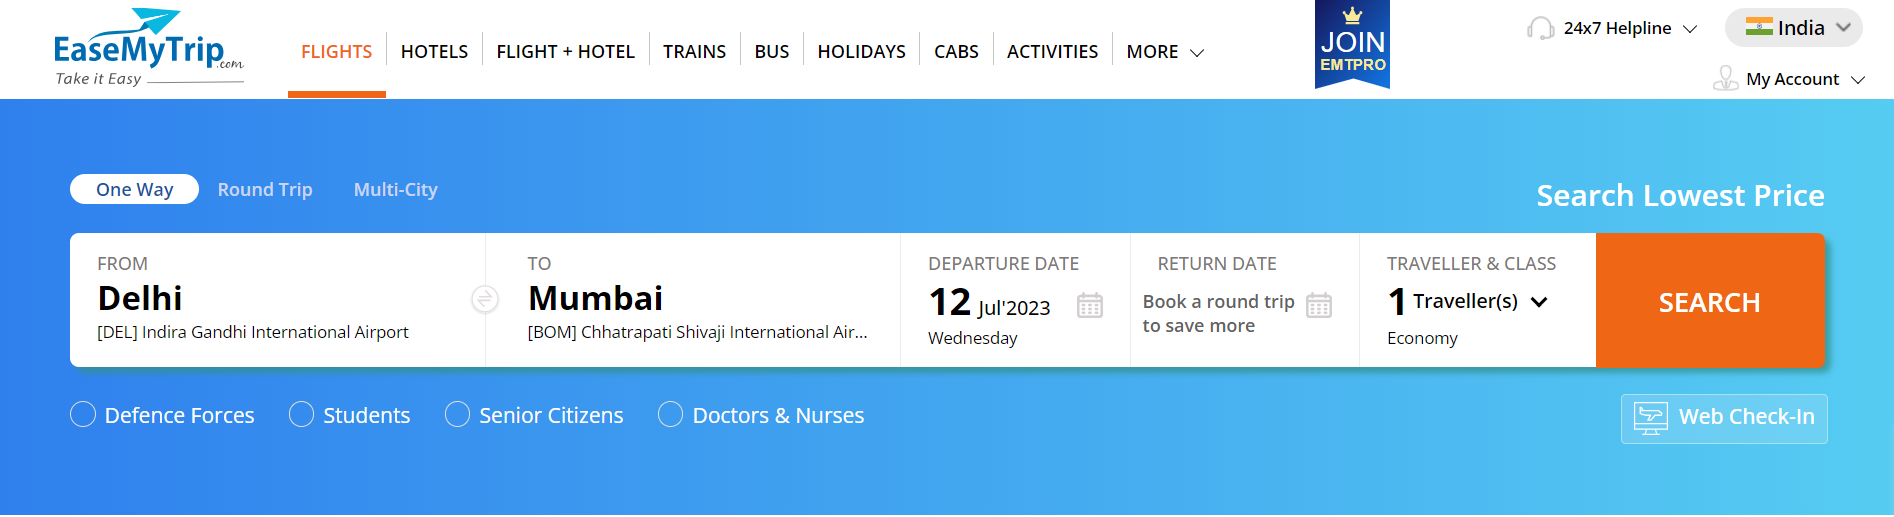 EaseMyTrip.com
Take it Easy
FLIGHTS HOTELS FLIGHT + HOTEL TRAINS BUS HOLIDAYS CABS ACTIVITIES MORE
JOIN
EMTPRO
24x7 Helpline
India
My Account
One Way Round Trip Multi-City
Search Lowest Price
FROM
Delhi
[DEL] Indira Gandhi International Airport
TO
Mumbai
[BOM] Chhatrapati Shivaji International Air...
DEPARTURE DATE
12 Jul'2023
Wednesday
RETURN DATE
Book a round trip
to save more
TRAVELLER & CLASS
1 Traveller(s)
Economy
SEARCH
Defence Forces Students Senior Citizens Doctors & Nurses
Web Check-In